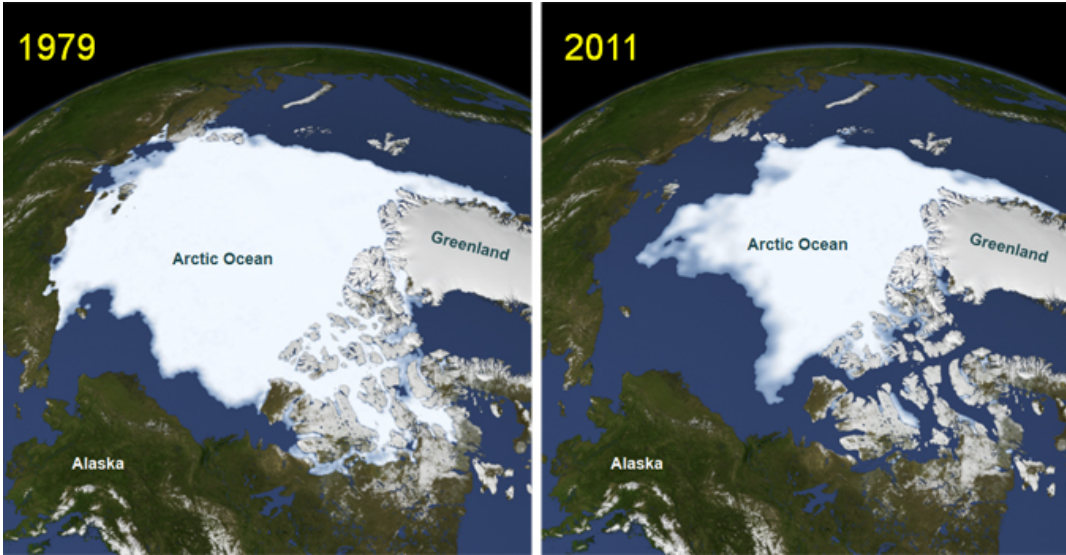 1979
Arctic Ocean
Greenland
Alaska
2011
Arctic Ocean
Greenland
Alaska